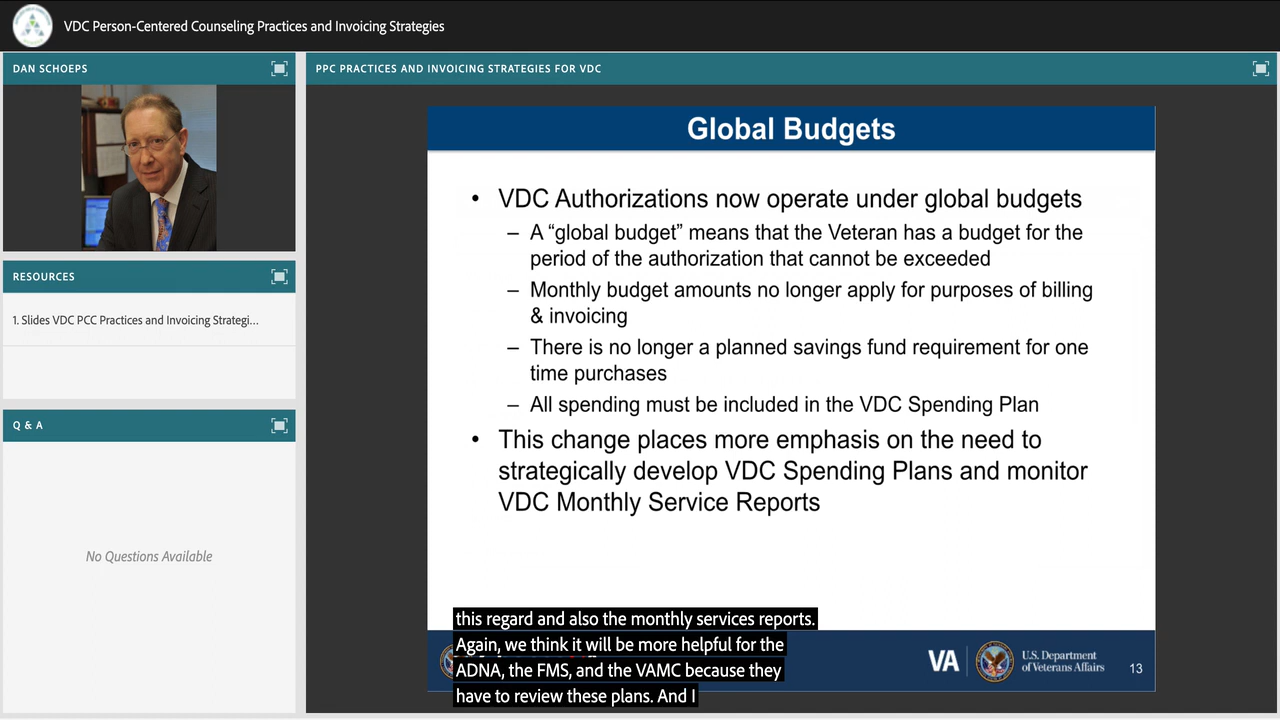 VDC Person-Centered Counseling Practices and Invoicing Strategies
DAN SCHOEPS
RESOURCES
1. Slides VDC PCC Practices and Invoicing Strategi...
Q & A
No Questions Available
PPC PRACTICES AND INVOICING STRATEGIES FOR VDC
Global Budgets
• VDC Authorizations now operate under global budgets
– A “global budget” means that the Veteran has a budget for the
period of the authorization that cannot be exceeded
– Monthly budget amounts no longer apply for purposes of billing
& invoicing
– There is no longer a planned savings fund requirement for one
time purchases
– All spending must be included in the VDC Spending Plan
• This change places more emphasis on the need to
strategically develop VDC Spending Plans and monitor
VDC Monthly Service Reports
this regard and also the monthly services reports.
Again, we think it will be more helpful for the
ADNA, the FMS, and the VAMC because they
have to review these plans. And I
VA
U.S. Department
of Veterans Affairs
13